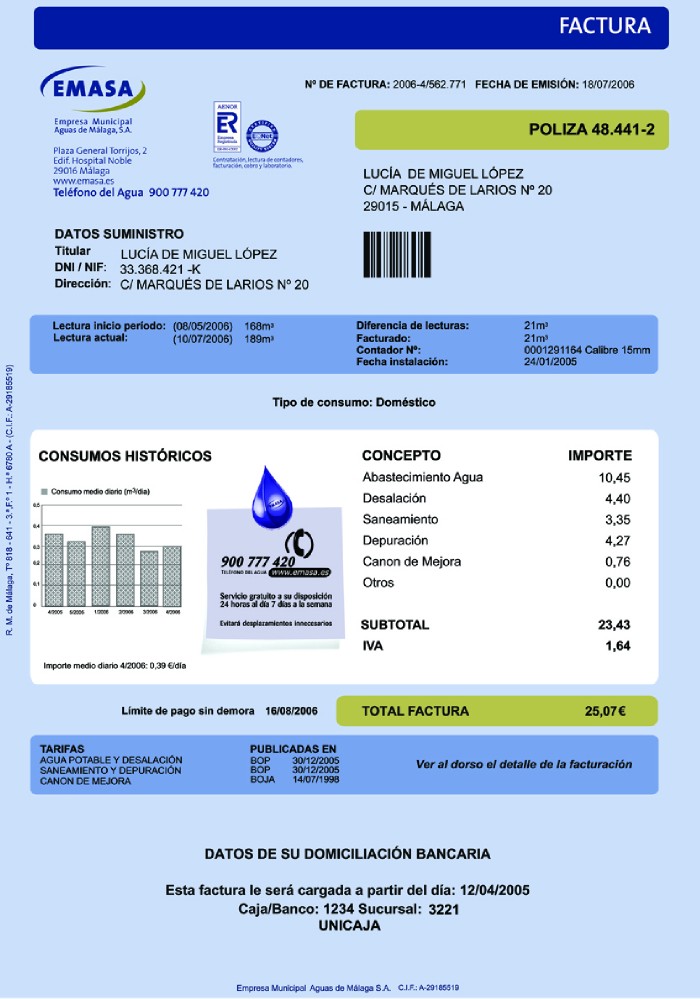 FACTURA
EMASA
Empresa Municipal
Aguas de Málaga, S.A.
Plaza General Torrijos, 2
Edif. Hospital Noble
29016 Málaga
www.emasa.es
Teléfono del Agua 900 777 420
AENOR
ER
Empresa
Registrada
Contratación, lectura de contadores,
facturación, cobro y laboratorio.
Nº DE FACTURA: 2006-4/562.771 FECHA DE EMISIÓN: 18/07/2006
POLIZA 48.441-2
LUCÍA DE MIGUEL LÓPEZ
C/ MARQUÉS DE LARIOS Nº 20
29015 - MÁLAGA
DATOS SUMINISTRO
Titular LUCÍA DE MIGUEL LÓPEZ
DNI / NIF: 33.368.421 -K
Dirección: C/ MARQUÉS DE LARIOS Nº 20
Lectura inicio período: (08/05/2006) 168m³
Lectura actual: (10/07/2006) 189m³
Diferencia de lecturas: 21m³
Facturado: 21m³
Contador Nº: 0001291164 Calibre 15mm
Fecha instalación: 24/01/2005
Tipo de consumo: Doméstico
CONSUMOS HISTÓRICOS
Consumo medio diario (m³/día)
0,5
0,4
0,3
0,2
0,1
0
4/2005 5/2005 1/2006 2/2006 3/2006 4/2006
Importe medio diario 4/2006: 0,39 €/día
EMASA
900 777 420
TELÉFONO DEL AGUA www.emasa.es
Servicio gratuito a su disposición
24 horas al día 7 días a la semana
Evitará desplazamientos innecesarios
CONCEPTO IMPORTE
Abastecimiento Agua 10,45
Desalación 4,40
Saneamiento 3,35
Depuración 4,27
Canon de Mejora 0,76
Otros 0,00
SUBTOTAL 23,43
IVA 1,64
Límite de pago sin demora 16/08/2006
TOTAL FACTURA 25,07€
TARIFAS PUBLICADAS EN
AGUA POTABLE Y DESALACIÓN BOP 30/12/2005
SANEAMIENTO Y DEPURACIÓN BOP 30/12/2005
CANON DE MEJORA BOJA 14/07/1998
Ver al dorso el detalle de la facturación
DATOS DE SU DOMICILIACIÓN BANCARIA
Esta factura le será cargada a partir del día: 12/04/2005
Caja/Banco: 1234 Sucursal: 3221
UNICAJA
Empresa Municipal Aguas de Málaga S.A. C.I.F.: A-29185519
R. M. de Málaga, Tº 818 - 641 - 3.ª,F.º 1 - H.ª 6780 A - (C.I.F.: A-29185519)